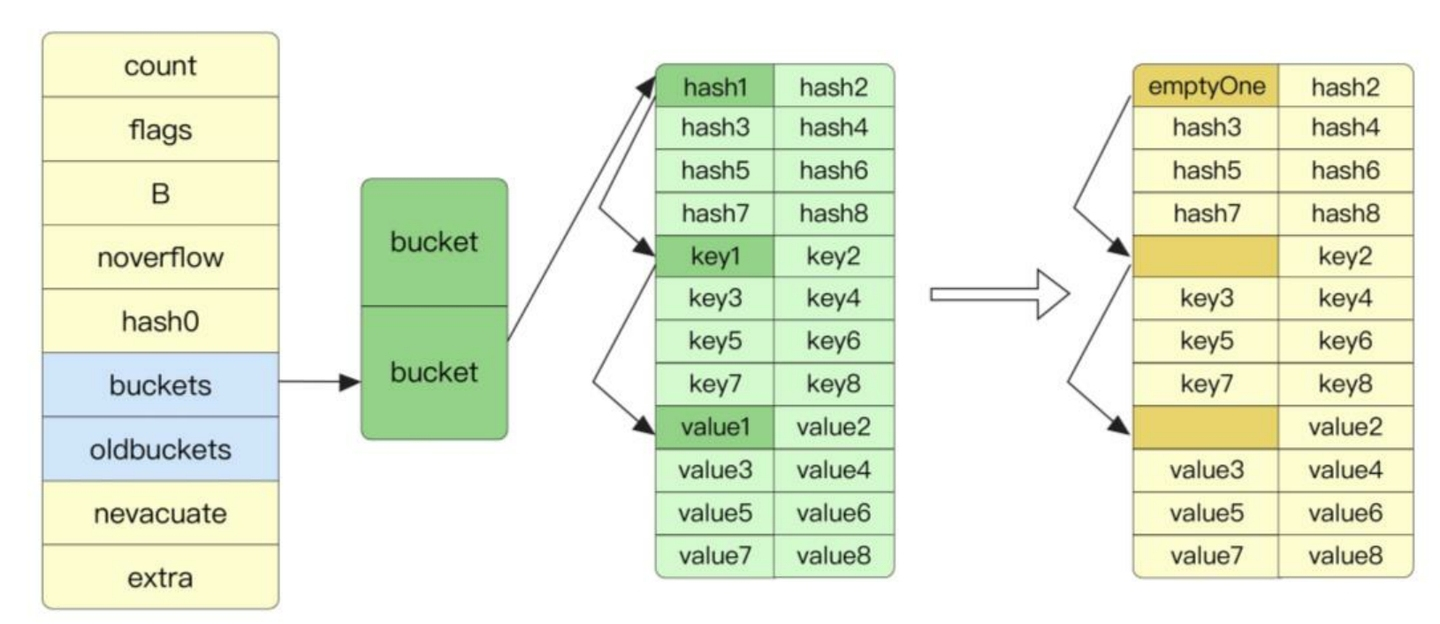 count
flags
B
noverflow
hash0
buckets
oldbuckets
nevacuate
extra
bucket
bucket
hash1 hash2
hash3 hash4
hash5 hash6
hash7 hash8
key1 key2
key3 key4
key5 key6
key7 key8
value1 value2
value3 value4
value5 value6
value7 value8
emptyOne hash2
hash3 hash4
hash5 hash6
hash7 hash8
key2
key3 key4
key5 key6
key7 key8
value2
value3 value4
value5 value6
value7 value8